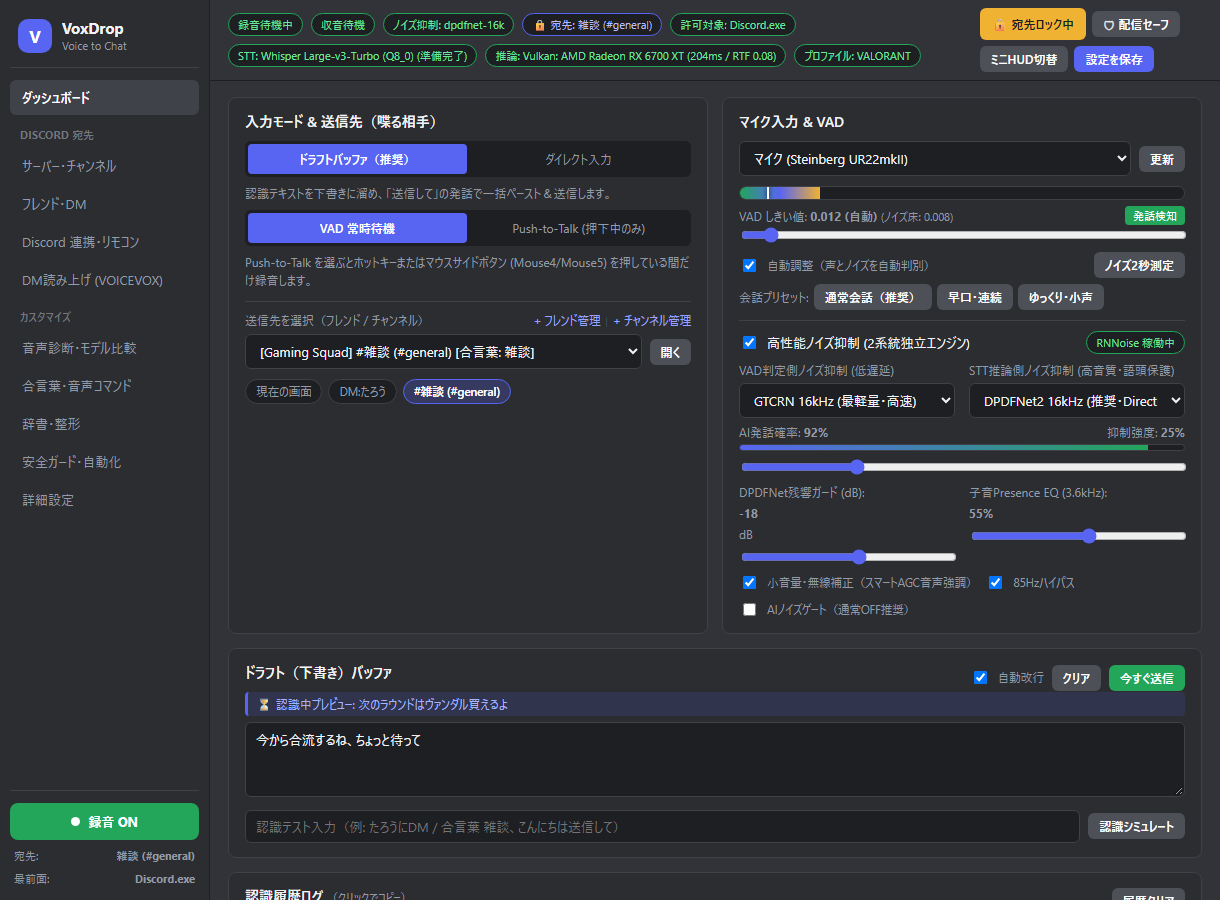 V
VoxDrop
Voice to Chat
ダッシュボード
DISCORD 宛先
サーバー・チャンネル
フレンド・DM
Discord 連携・リモコン
DM読み上げ (VOICEVOX)
カスタマイズ
音声診断・モデル比較
合言葉・音声コマンド
辞書・整形
安全ガード・自動化
詳細設定
● 録音 ON
宛先: 雑談 (#general)
最前面: Discord.exe
録音待機中 収音待機 ノイズ抑制: dpdfnet-16k 🔒 宛先: 雑談 (#general) 許可対象: Discord.exe
STT: Whisper Large-v3-Turbo (Q8_0) (準備完了) 推論: Vulkan: AMD Radeon RX 6700 XT (204ms / RTF 0.08) プロファイル: VALORANT
🔒 宛先ロック中 🛡 配信セーフ
ミニHUD切替 設定を保存
入力モード & 送信先（喋る相手）
ドラフトバッファ（推奨） ダイレクト入力
認識テキストを下書きに溜め、「送信して」の発話で一括ペースト & 送信します。
VAD 常時待機 Push-to-Talk (押下中のみ)
Push-to-Talk を選ぶとホットキーまたはマウスサイドボタン (Mouse4/Mouse5) を押している間だ
け録音します。
送信先を選択（フレンド / チャンネル） + フレンド管理 | + チャンネル管理
[Gaming Squad] #雑談 (#general) [合言葉: 雑談] 開く
現在の画面 DM:たろう #雑談 (#general)
マイク入力 & VAD
マイク (Steinberg UR22mkII) 更新
VAD しきい値: 0.012 (自動) (ノイズ床: 0.008) 発話検知
自動調整（声とノイズを自動判別） ノイズ2秒測定
会話プリセット: 通常会話（推奨） 早口・連続 ゆっくり・小声
高性能ノイズ抑制 (2系統独立エンジン) RNNoise 稼働中
VAD判定側ノイズ抑制 (低遅延) STT推論側ノイズ抑制 (高音質・語頭保護)
GTCRN 16kHz (最軽量・高速) DPDFNet2 16kHz (推奨・Direct
AI発話確率: 92% 抑制強度: 25%
DPDFNet残響ガード (dB): 子音Presence EQ (3.6kHz):
-18 55%
dB
小音量・無線補正（スマートAGC音声強調） 85Hzハイパス
AIノイズゲート（通常OFF推奨）
ドラフト（下書き）バッファ 自動改行 クリア 今すぐ送信
⏳ 認識中プレビュー: 次のラウンドはヴァンダル買えるよ
今から合流するね、ちょっと待って
認識テスト入力（例: たろうにDM / 合言葉 雑談、こんにちは送信して） 認識シミュレート
認識履歴ログ（クリックでコピー） 履歴クリア